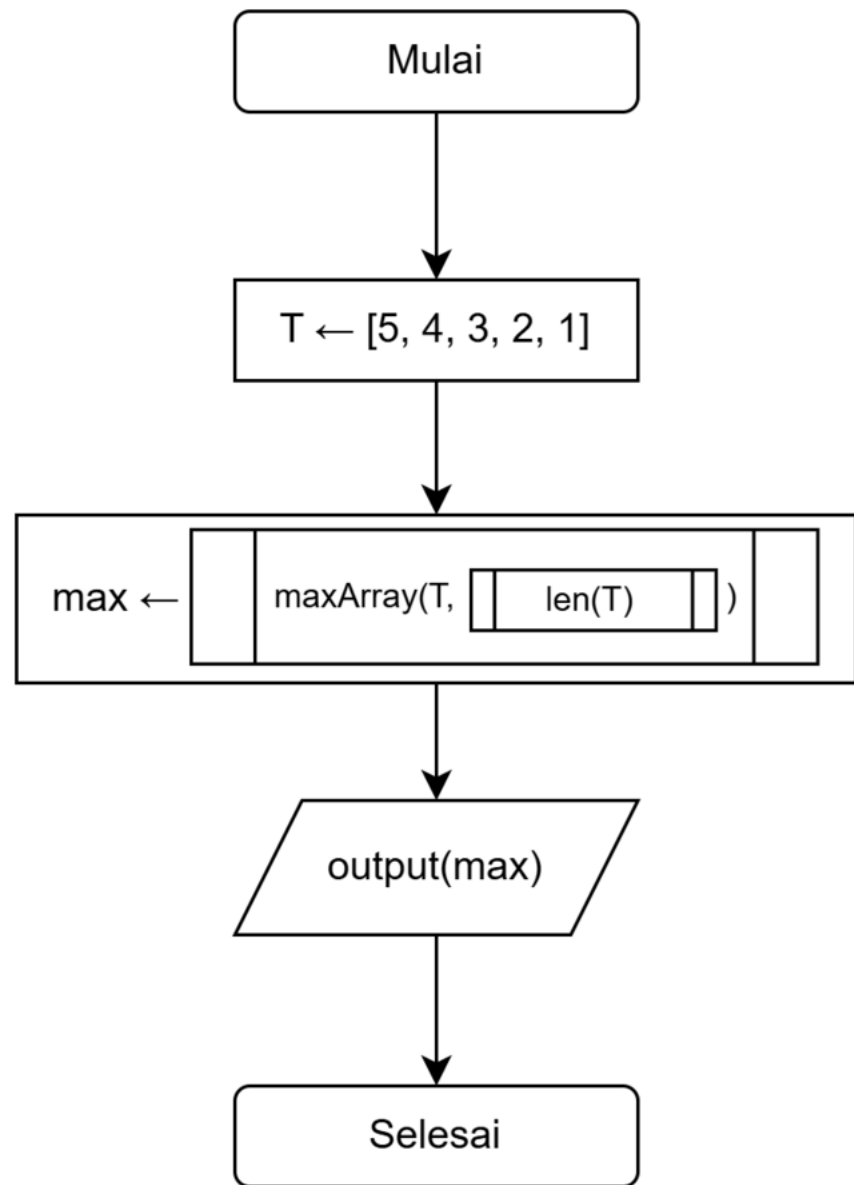 Mulai
T ← [5, 4, 3, 2, 1]
max ← maxArray(T, len(T) )
output(max)
Selesai